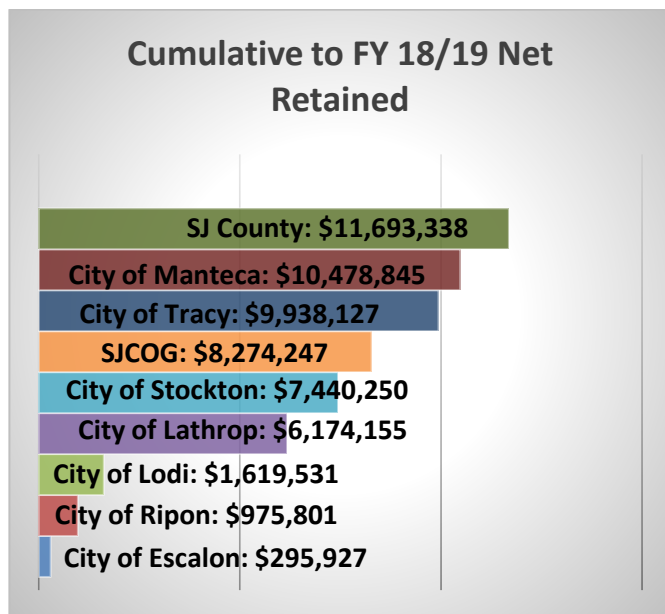 Cumulative to FY 18/19 Net
Retained
SJ County: $11,693,338
City of Manteca: $10,478,845
City of Tracy: $9,938,127
SJCOG: $8,274,247
City of Stockton: $7,440,250
City of Lathrop: $6,174,155
City of Lodi: $1,619,531
City of Ripon: $975,801
City of Escalon: $295,927